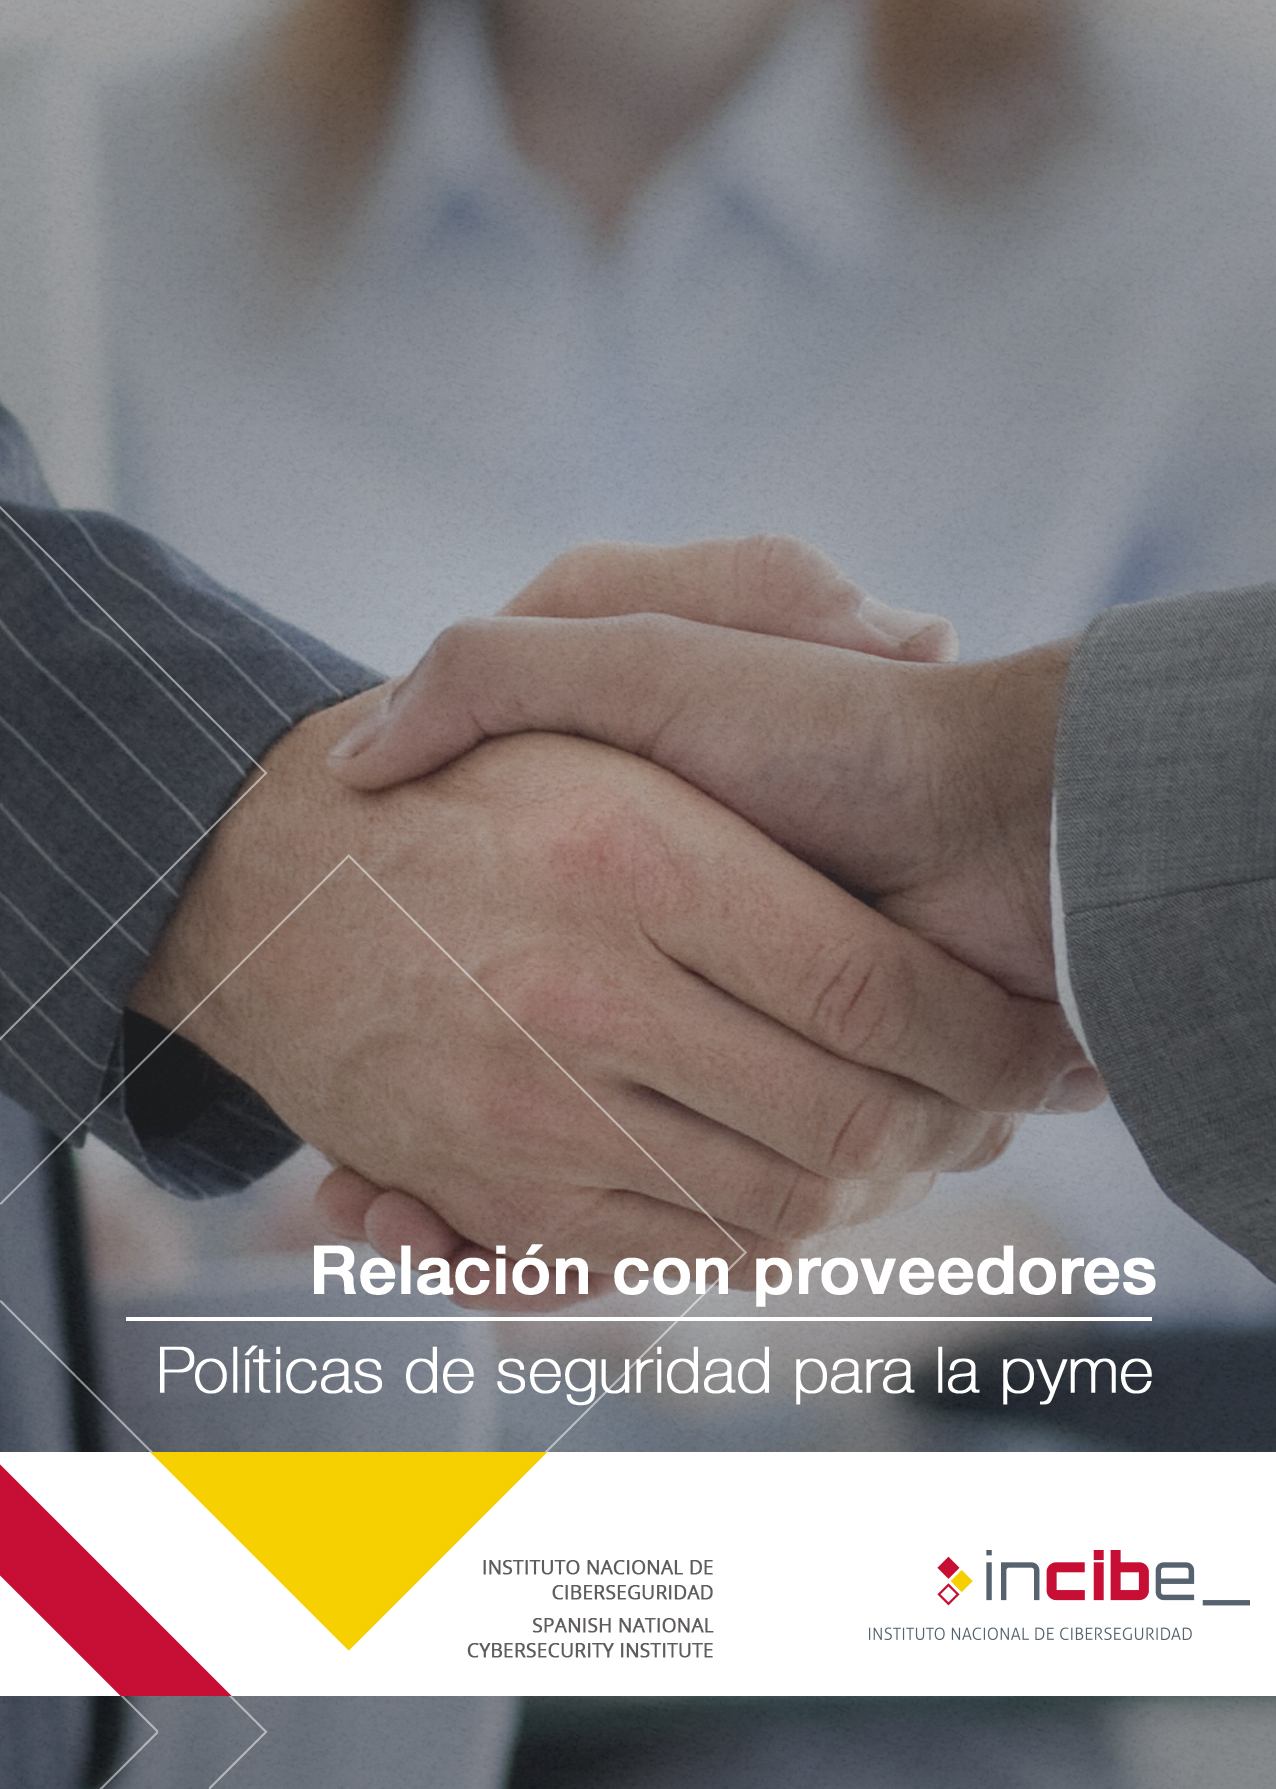 Relación con proveedores
Políticas de seguridad para la pyme
INSTITUTO NACIONAL DE
CIBERSEGURIDAD
SPANISH NATIONAL
CYBERSECURITY INSTITUTE
incibe_
INSTITUTO NACIONAL DE CIBERSEGURIDAD